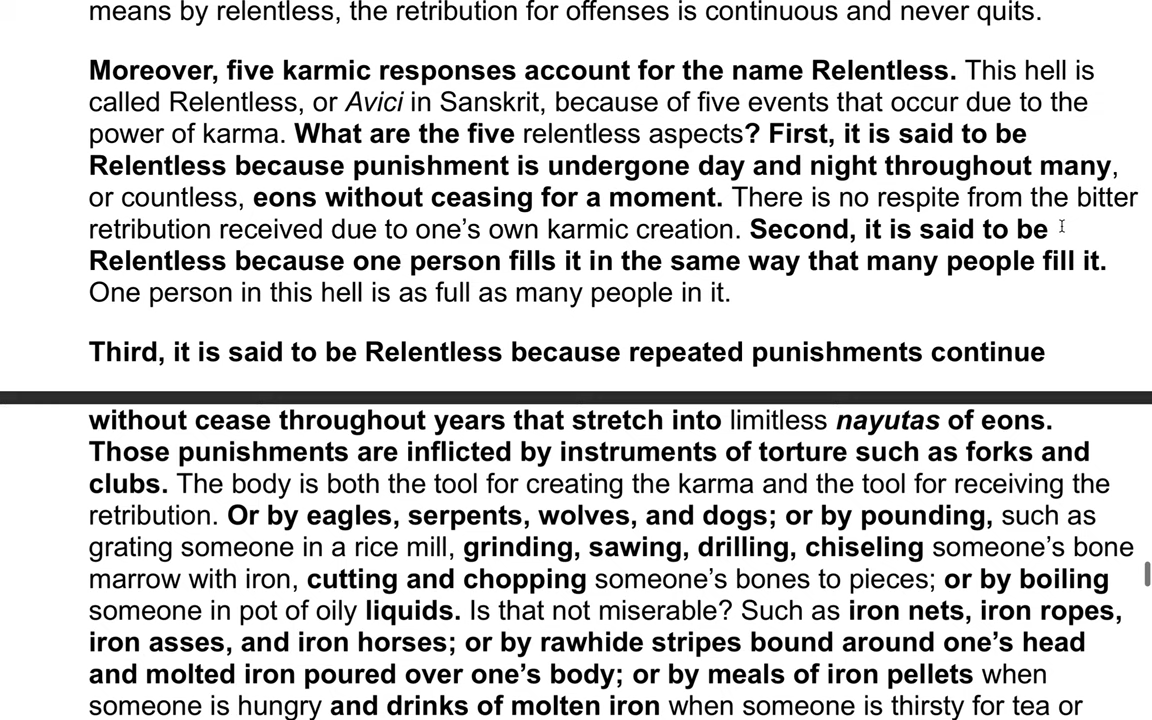 means by relentless, the retribution for offenses is continuous and never quits.
Moreover, five karmic responses account for the name Relentless. This hell is
called Relentless, or Avici in Sanskrit, because of five events that occur due to the
power of karma. What are the five relentless aspects? First, it is said to be
Relentless because punishment is undergone day and night throughout many,
or countless, eons without ceasing for a moment. There is no respite from the bitter
retribution received due to one’s own karmic creation. Second, it is said to be
Relentless because one person fills it in the same way that many people fill it.
One person in this hell is as full as many people in it.
Third, it is said to be Relentless because repeated punishments continue
without cease throughout years that stretch into limitless nayutas of eons.
Those punishments are inflicted by instruments of torture such as forks and
clubs. The body is both the tool for creating the karma and the tool for receiving the
retribution. Or by eagles, serpents, wolves, and dogs; or by pounding, such as
grating someone in a rice mill, grinding, sawing, drilling, chiseling someone’s bone
marrow with iron, cutting and chopping someone’s bones to pieces; or by boiling
someone in pot of oily liquids. Is that not miserable? Such as iron nets, iron ropes,
iron asses, and iron horses; or by rawhide stripes bound around one’s head
and molted iron poured over one’s body; or by meals of iron pellets when
someone is hungry and drinks of molten iron when someone is thirsty for tea or